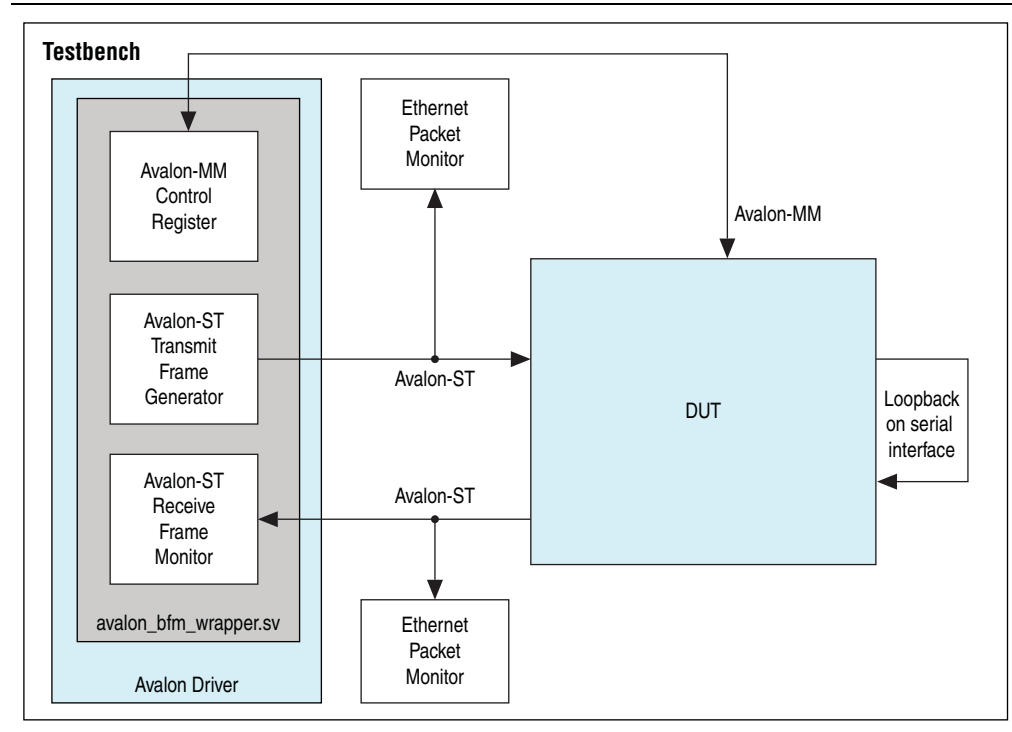 Testbench
Avalon-MM
Control
Register
Avalon-ST
Transmit
Frame
Generator
Avalon-ST
Receive
Frame
Monitor
avalon_bfm_wrapper.sv
Avalon Driver
Ethernet
Packet
Monitor
Avalon-MM
Avalon-ST
DUT
Loopback
on serial
interface
Avalon-ST
Ethernet
Packet
Monitor